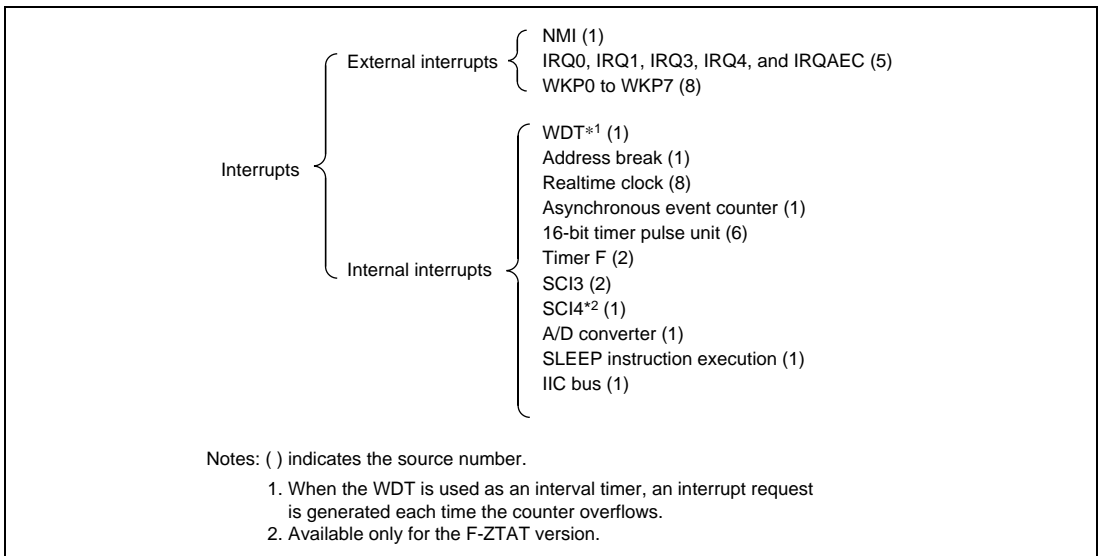 NMI (1)
External interrupts
IRQ0, IRQ1, IRQ3, IRQ4, and IRQAEC (5)
WKP0 to WKP7 (8)
Interrupts
WDT*1 (1)
Address break (1)
Realtime clock (8)
Asynchronous event counter (1)
16-bit timer pulse unit (6)
Timer F (2)
Internal interrupts
SCI3 (2)
SCI4*2 (1)
A/D converter (1)
SLEEP instruction execution (1)
IIC bus (1)
Notes: ( ) indicates the source number.
1. When the WDT is used as an interval timer, an interrupt request
is generated each time the counter overflows.
2. Available only for the F-ZTAT version.